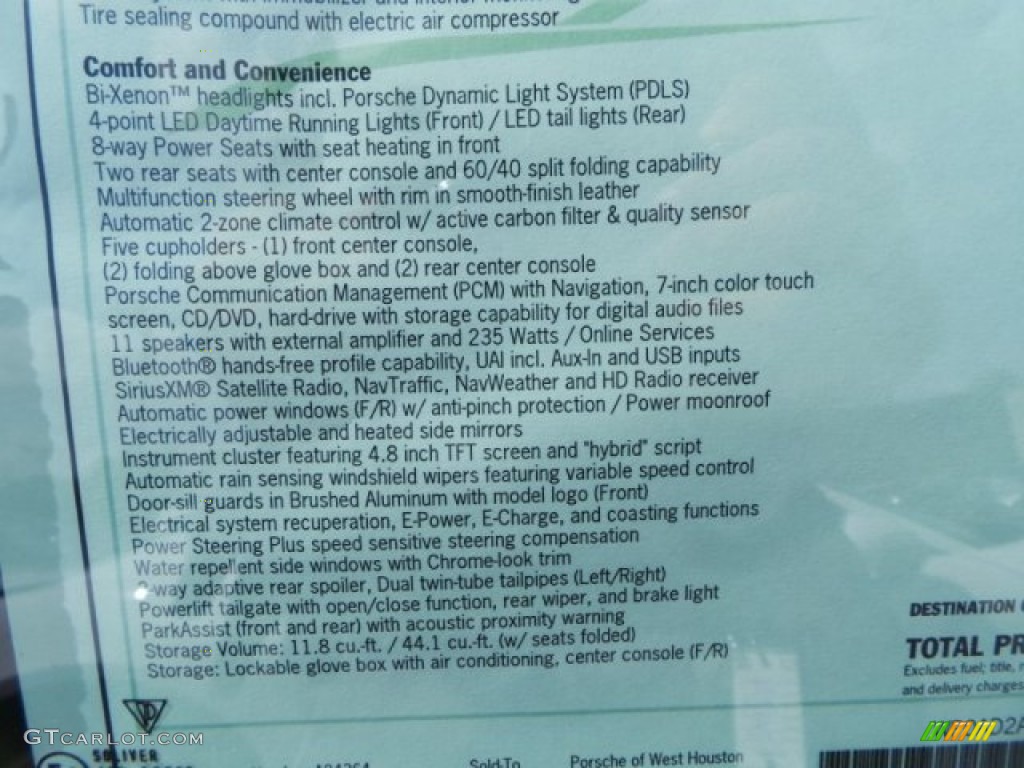 Tire sealing compound with electric air compressor
Comfort and Convenience
Bi-Xenon™ headlights incl. Porsche Dynamic Light System (PDLS)
4-point LED Daytime Running Lights (Front) / LED tail lights (Rear)
8-way Power Seats with seat heating in front
Two rear seats with center console and 60/40 split folding capability
Multifunction steering wheel with rim in smooth-finish leather
Automatic 2-zone climate control w/ active carbon filter & quality sensor
Five cupholders - (1) front center console,
(2) folding above glove box and (2) rear center console
Porsche Communication Management (PCM) with Navigation, 7-inch color touch
screen, CD/DVD, hard-drive with storage capability for digital audio files
11 speakers with external amplifier and 235 Watts / Online Services
Bluetooth® hands-free profile capability, UAI incl. Aux-In and USB inputs
SiriusXM® Satellite Radio, NavTraffic, NavWeather and HD Radio receiver
Automatic power windows (F/R) w/ anti-pinch protection / Power moonroof
Electrically adjustable and heated side mirrors
Instrument cluster featuring 4.8 inch TFT screen and "hybrid" script
Automatic rain sensing windshield wipers featuring variable speed control
Door-sill guards in Brushed Aluminum with model logo (Front)
Electrical system recuperation, E-Power, E-Charge, and coasting functions
Power Steering Plus speed sensitive steering compensation
Water repellent side windows with Chrome-look trim
-way adaptive rear spoiler, Dual twin-tube tailpipes (Left/Right)
Powerlift tailgate with open/close function, rear wiper, and brake light
ParkAssist (front and rear) with acoustic proximity warning
Storage Volume: 11.8 cu.-ft. / 44.1 cu.-ft. (w/ seats folded)
Storage: Lockable glove box with air conditioning, center console (F/R)
DESTINATION
TOTAL PR
Excludes fuel; title,
and delivery charges
GTCARLOT.COM
SOLIVER
Sold-To
Porsche of West Houston